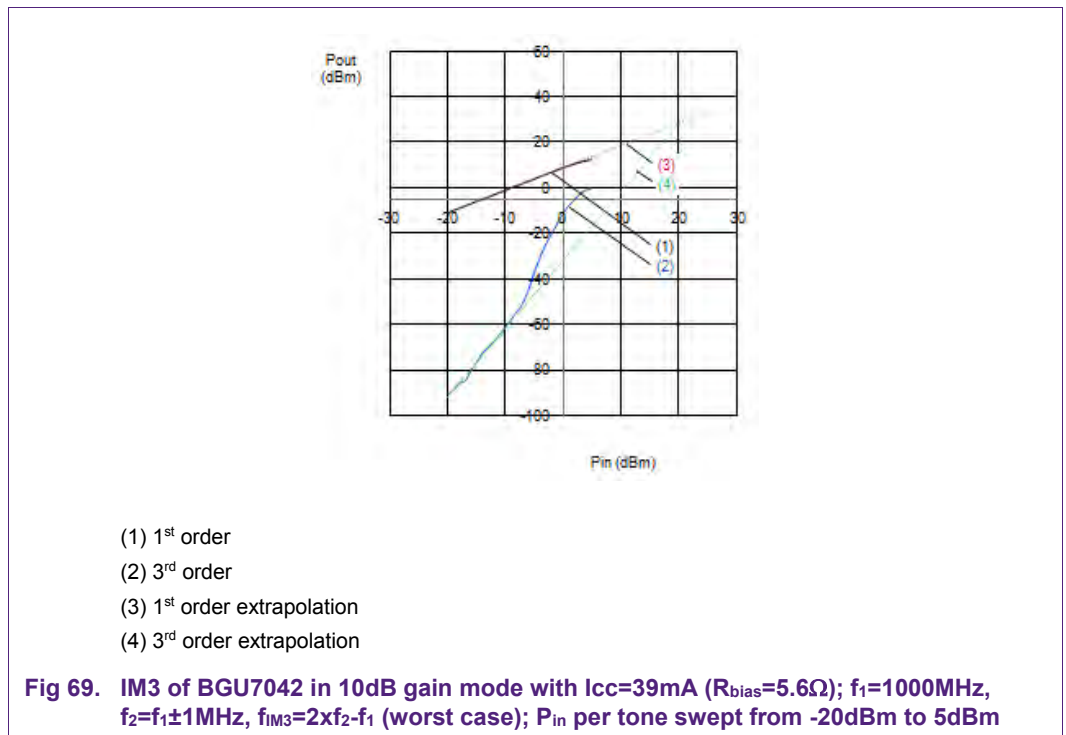 Pout
(dBm)
60
40
20
0
-30 -20 -10 0 10 20 30
-20
-40
-60
-80
-100
(3)
(4)
(1)
(2)
Pin (dBm)
(1) 1st order
(2) 3rd order
(3) 1st order extrapolation
(4) 3rd order extrapolation
Fig 69. IM3 of BGU7042 in 10dB gain mode with Icc=39mA (Rbias=5.6Ω); f1=1000MHz,
f2=f1±1MHz, fIM3=2xf2-f1 (worst case); Pin per tone swept from -20dBm to 5dBm